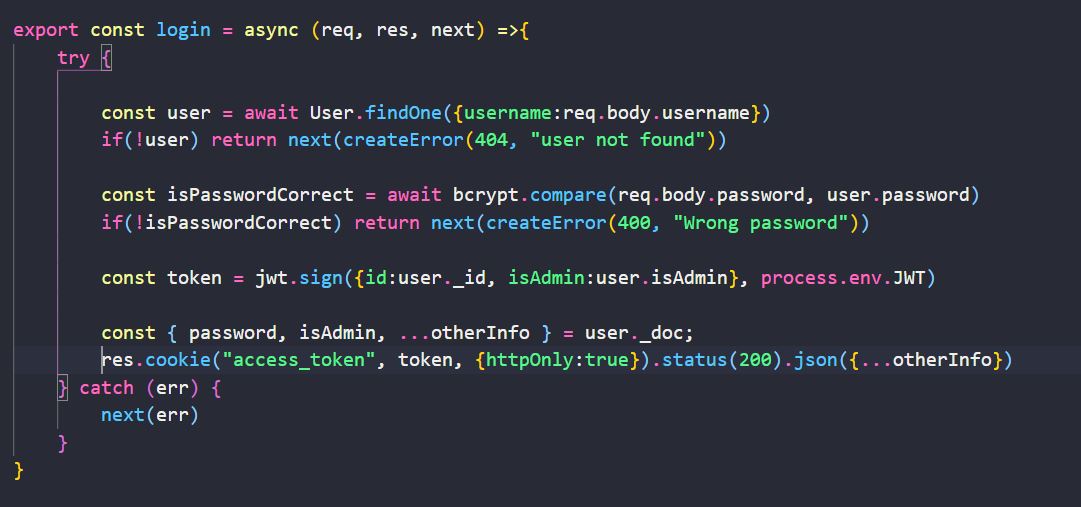 export const login = async (req, res, next) =>{
try {
const user = await User.findOne({username:req.body.username})
if(!user) return next(createError(404, "user not found"))
const isPasswordCorrect = await bcrypt.compare(req.body.password, user.password)
if(!isPasswordCorrect) return next(createError(400, "Wrong password"))
const token = jwt.sign({id:user._id, isAdmin:user.isAdmin}, process.env.JWT)
const { password, isAdmin, ...otherInfo } = user._doc;
res.cookie("access_token", token, {httpOnly:true}).status(200).json({...otherInfo})
} catch (err) {
next(err)
}
}